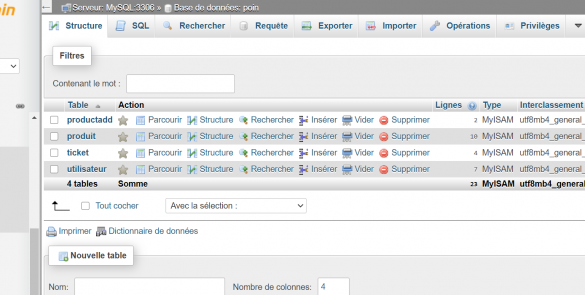 Serveur: MySQL:3306 » Base de données: poin
Structure SQL Rechercher Requête Exporter Importer Opérations Privilèges
Filtres
Contenant le mot :
Table Action Lignes Type Interclassement
productadd Parcourir Structure Rechercher Insérer Vider Supprimer 2 MyISAM utf8mb4_general_
produit Parcourir Structure Rechercher Insérer Vider Supprimer 10 MyISAM utf8mb4_general_
ticket Parcourir Structure Rechercher Insérer Vider Supprimer 4 MyISAM utf8mb4_general_
utilisateur Parcourir Structure Rechercher Insérer Vider Supprimer 7 MyISAM utf8mb4_general_
4 tables Somme 23 MyISAM utf8mb4_general
Tout cocher Avec la sélection :
Imprimer Dictionnaire de données
Nouvelle table
Nom: Nombre de colonnes: 4